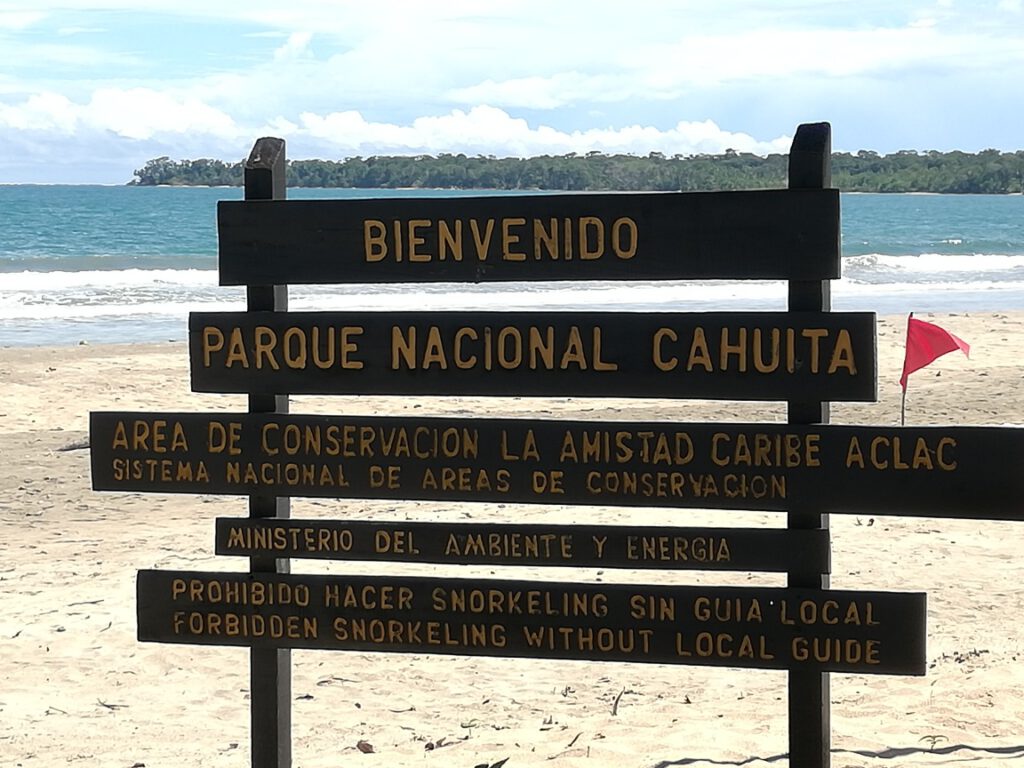 BIENVENIDO
PARQUE NACIONAL CAHUITA
AREA DE CONSERVACION LA AMISTAD CARIBE ACLAC
SISTEMA NACIONAL DE AREAS DE CONSERVACION
MINISTERIO DEL AMBIENTE Y ENERGIA
PROHIBIDO HACER SNORKELING SIN GUIA LOCAL
FORBIDDEN SNORKELING WITHOUT LOCAL GUIDE